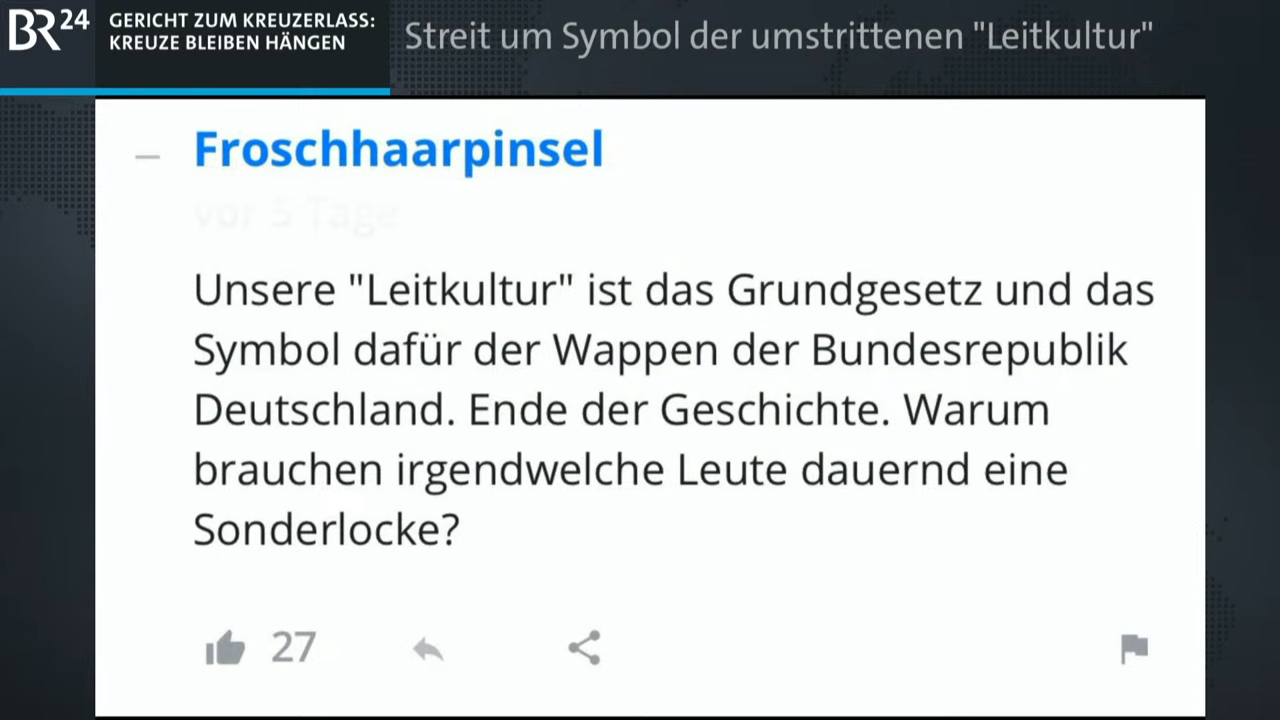 BR24
GERICHT ZUM KREUZERLASS:
KREUZE BLEIBEN HÄNGEN
Streit um Symbol der umstrittenen "Leitkultur"
Froschhaarpinsel
vor 5 Tage
Unsere "Leitkultur" ist das Grundgesetz und das
Symbol dafür der Wappen der Bundesrepublik
Deutschland. Ende der Geschichte. Warum
brauchen irgendwelche Leute dauernd eine
Sonderlocke?
27